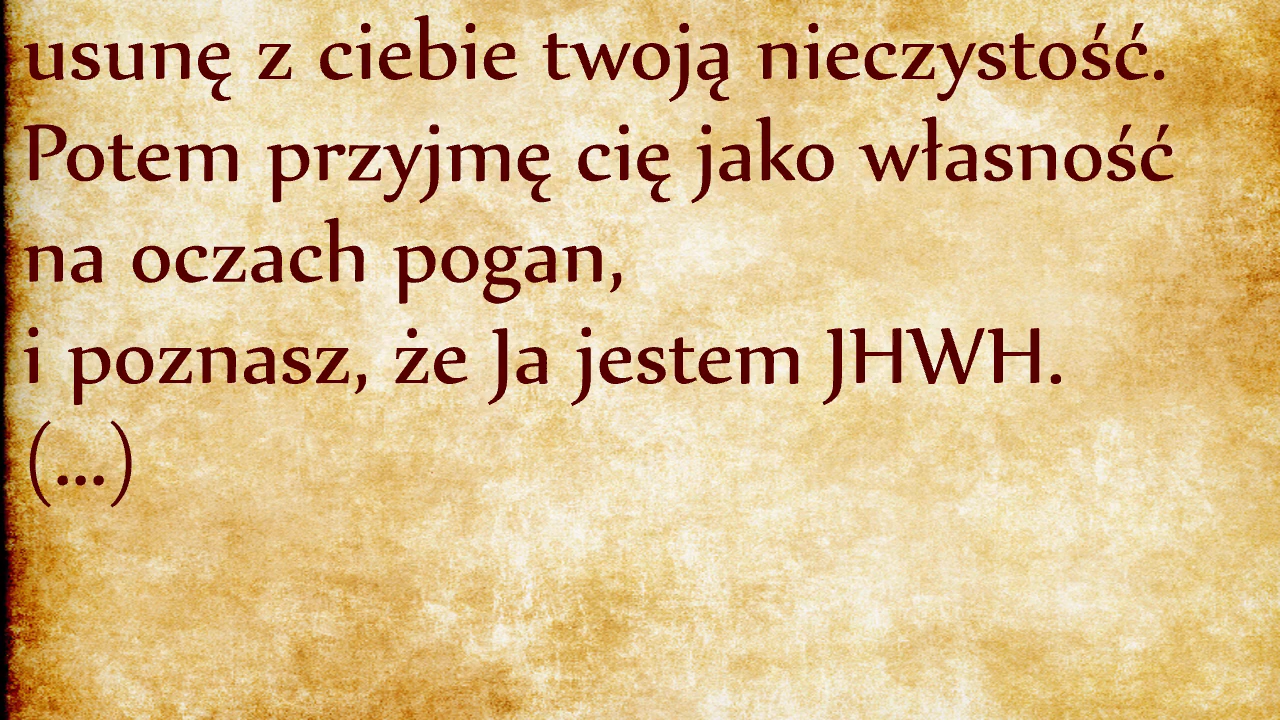 usunę z ciebie twoją nieczystość.
Potem przyjmę cię jako własność
na oczach pogan,
i poznasz, że Ja jestem JHWH.
(...)